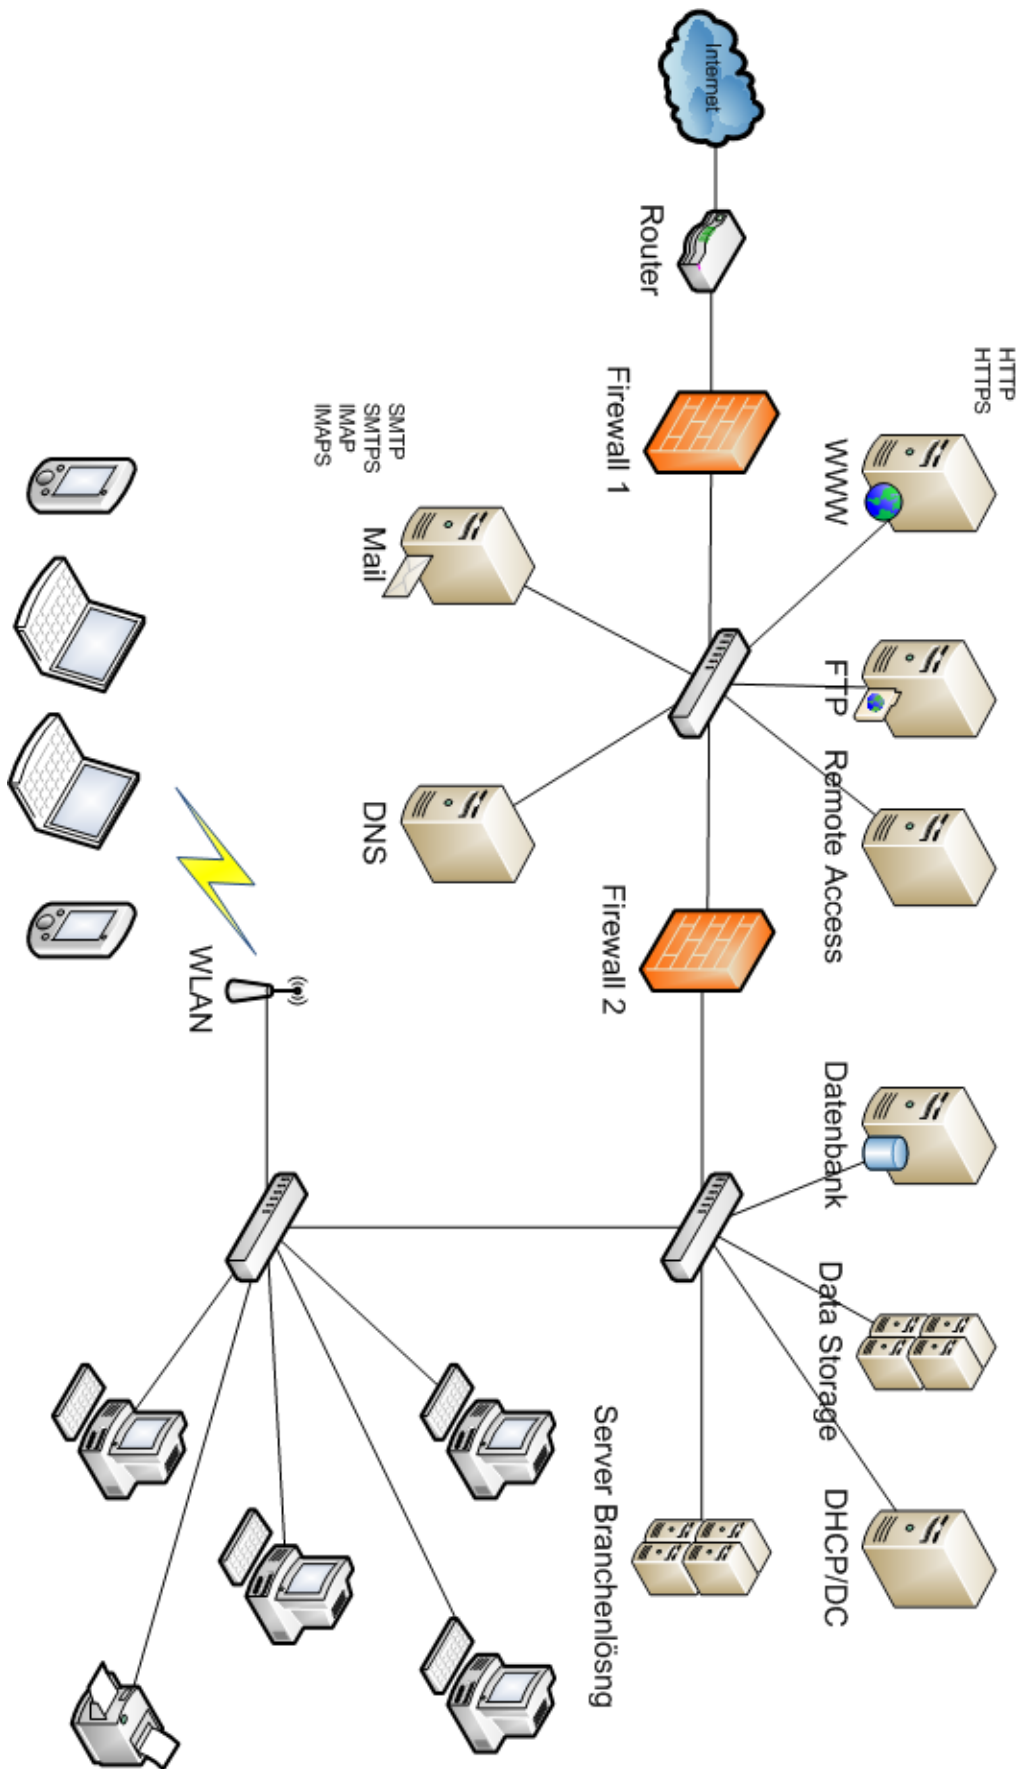 Internet
Router
Firewall 1
HTTP
HTTPS
WWW
FTP
Remote Access
SMTP
SMTPS
IMAP
IMAPS
Mail
DNS
Firewall 2
Datenbank
Data Storage
DHCP/DC
Server Branchenlösng
WLAN